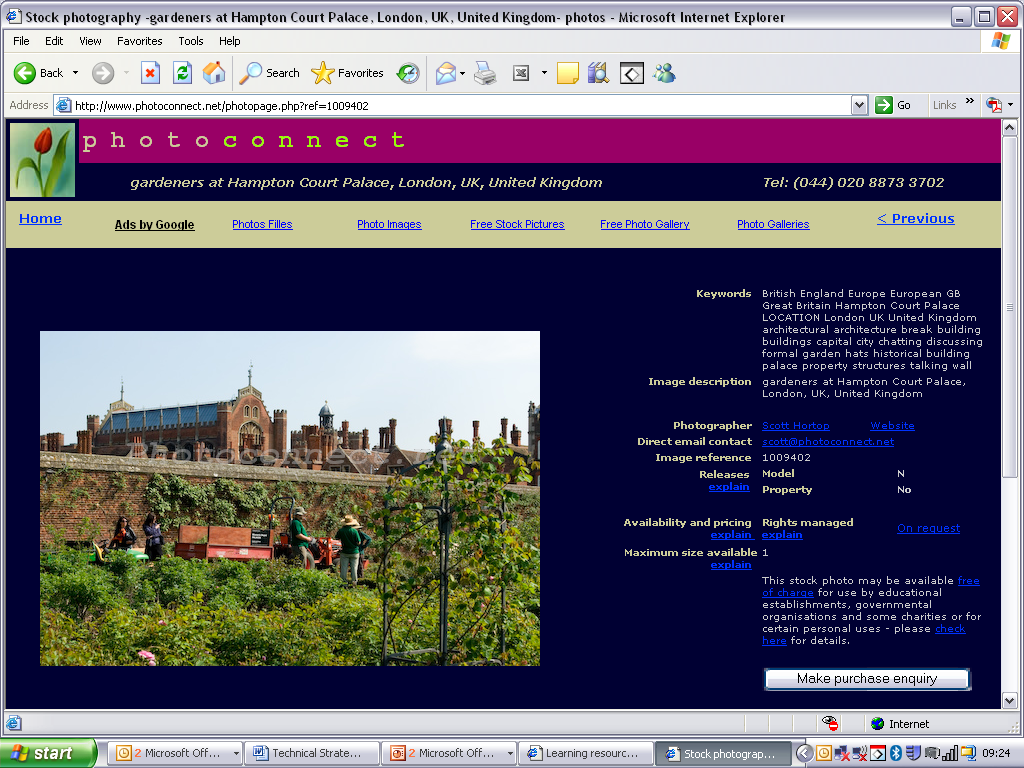 Stock photography -gardeners at Hampton Court Palace, London, UK, United Kingdom- photos - Microsoft Internet Explorer
File Edit View Favorites Tools Help
Back Search Favorites
Address http://www.photoconnect.net/photopage.php?ref=1009402 Go Links »
photoconnect
gardeners at Hampton Court Palace, London, UK, United Kingdom Tel: (044) 020 8873 3702
Home Ads by Google Photos Filles Photo Images Free Stock Pictures Free Photo Gallery Photo Galleries < Previous
Keywords British England Europe European GB
Great Britain Hampton Court Palace
LOCATION London UK United Kingdom
architectural architecture break building
buildings capital city chatting discussing
formal garden hats historical building
palace property structures talking wall
Image description gardeners at Hampton Court Palace,
London, UK, United Kingdom
Photographer Scott Hortop Website
Direct email contact scott@photoconnect.net
Image reference 1009402
Releases Model N
explain Property No
Availability and pricing Rights managed On request
explain explain
Maximum size available 1
explain
This stock photo may be available free
of charge for use by educational
establishments, governmental
organisations and some charities or for
certain personal uses - please check
here for details.
Make purchase enquiry
Internet
start 2 Microsoft Off... Technical Strate... 2 Microsoft Off... Learning resourc... Stock photograp... 09:24